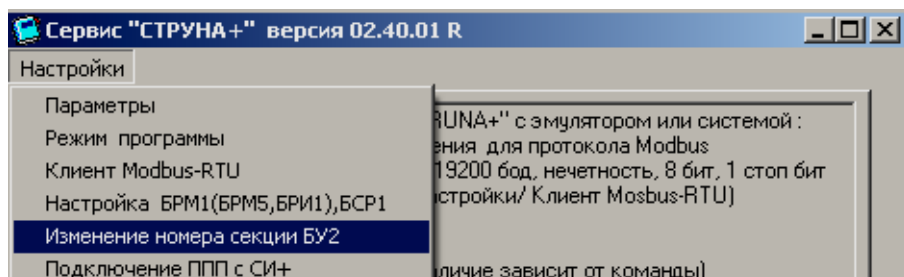 Сервис "СТРУНА+" версия 02.40.01 R
Настройки
Параметры
RUNA+" с эмулятором или системой :
Режим программы
ения для протокола Modbus
Клиент Modbus-RTU
19200 бод, нечетность, 8 бит, 1 стоп бит
Настройка БРМ1(БРМ5,БРИ1),БСР1
стройки/ Клиент Mosbus-RTU)
Изменение номера секции БУ2
Подключение ППП с СИ+
личие зависит от команды)